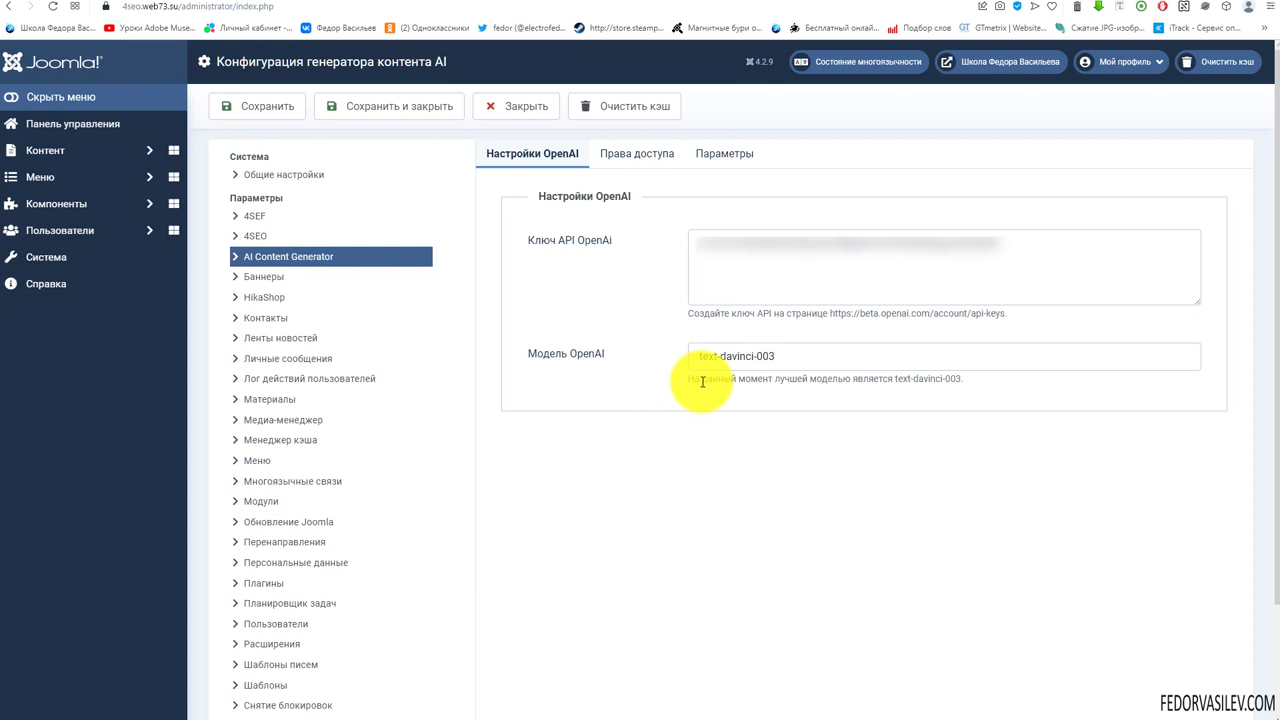 4seo.web73.su/administrator/index.php
Школа Федора Вас...
Уроки Adobe Muse...
Личный кабинет -...
Федор Васильев
(2) Одноклассники
fedor (@electrofed...
http://store.steamp...
Магнитные бури о...
Бесплатный онлай...
Подбор слов
GTmetrix | Website...
Сжатие JPG-изобр...
iTrack - Сервис оп...
Joomla!
Конфигурация генератора контента AI
4.2.9
Состояние многоязычности
Школа Федора Васильева
Мой профиль
Очистить кэш
Скрыть меню
Панель управления
Контент
Меню
Компоненты
Пользователи
Система
Справка
Сохранить
Сохранить и закрыть
Закрыть
Очистить кэш
Система
Общие настройки
Параметры
4SEF
4SEO
AI Content Generator
Баннеры
HikaShop
Контакты
Ленты новостей
Личные сообщения
Лог действий пользователей
Материалы
Медиа-менеджер
Менеджер кэша
Меню
Многоязычные связи
Модули
Обновление Joomla
Перенаправления
Персональные данные
Плагины
Планировщик задач
Пользователи
Расширения
Шаблоны писем
Шаблоны
Снятие блокировок
Настройки OpenAI
Права доступа
Параметры
Настройки OpenAI
Ключ API OpenAi
Создайте ключ API на странице https://beta.openai.com/account/api-keys.
Модель OpenAI
text-davinci-003
На данный момент лучшей моделью является text-davinci-003.
FEDORVASILEV.COM